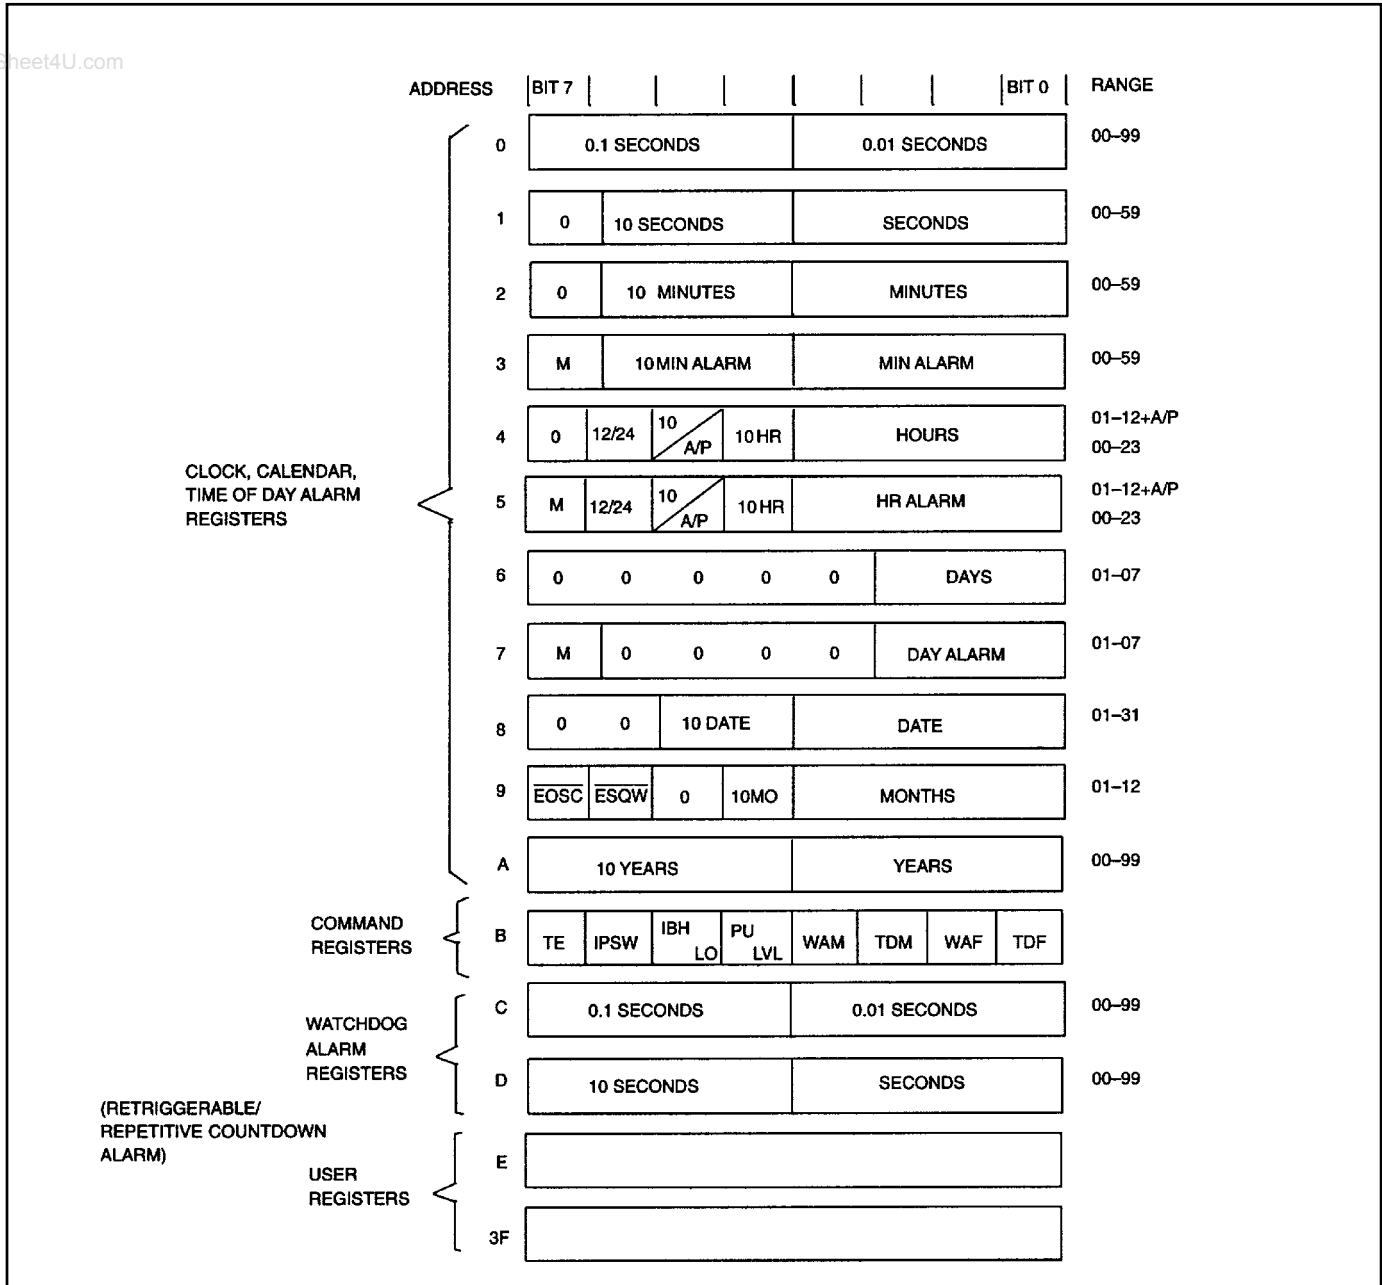 Sheet4U.com
ADDRESS BIT 7 BIT 0 RANGE
0 0.1 SECONDS 0.01 SECONDS 00–99
1 0 10 SECONDS SECONDS 00–59
2 0 10 MINUTES MINUTES 00–59
3 M 10 MIN ALARM MIN ALARM 00–59
4 0 12/24 10 A/P 10 HR HOURS 01–12+A/P
00–23
CLOCK, CALENDAR,
TIME OF DAY ALARM
REGISTERS
5 M 12/24 10 A/P 10 HR HR ALARM 01–12+A/P
00–23
6 0 0 0 0 0 DAYS 01–07
7 M 0 0 0 0 DAY ALARM 01–07
8 0 0 10 DATE DATE 01–31
9 EOSC ESQW 0 10MO MONTHS 01–12
A 10 YEARS YEARS 00–99
COMMAND
REGISTERS
B TE IPSW IBH LO PU LVL WAM TDM WAF TDF
C 0.1 SECONDS 0.01 SECONDS 00–99
WATCHDOG
ALARM
REGISTERS
D 10 SECONDS SECONDS 00–99
(RETRIGGERABLE/
REPETITIVE COUNTDOWN
ALARM)
E
USER
REGISTERS
3F